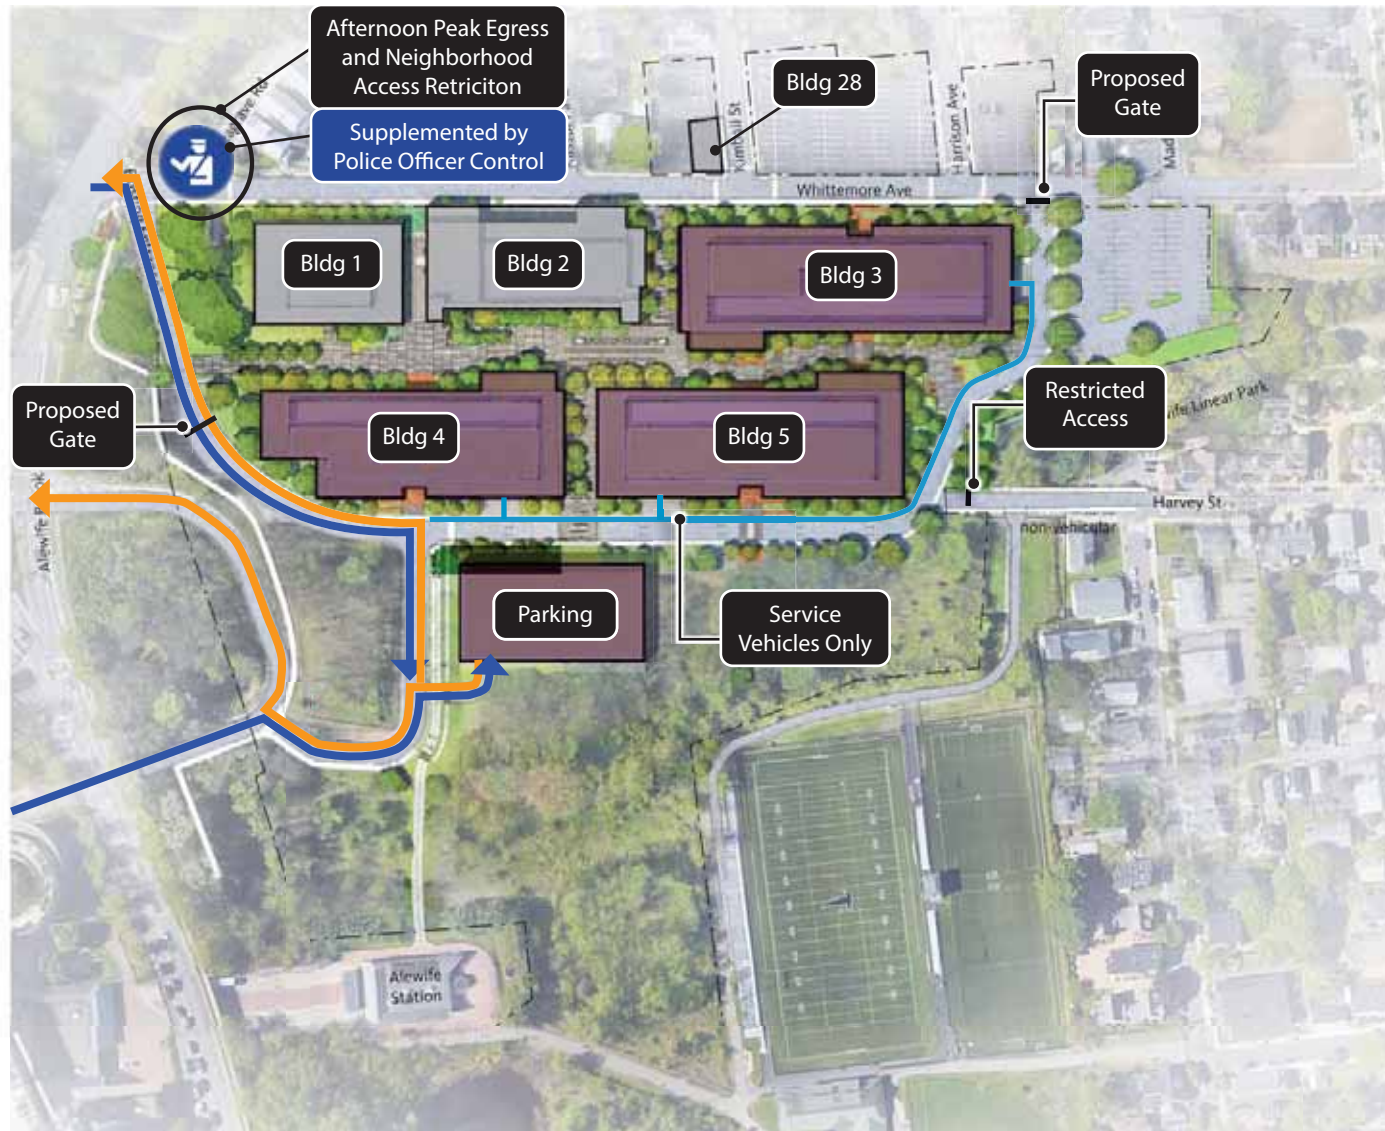 Afternoon Peak Egress
and Neighborhood
Access Retriciton
Supplemented by
Police Officer Control
Bldg 28
Proposed
Gate
Kimball St
Harrison Ave
Whittemore Ave
Bldg 1
Bldg 2
Bldg 3
Proposed
Gate
Bldg 4
Bldg 5
Restricted
Access
Linear Park
Harvey St
non-vehicular
Parking
Service
Vehicles Only
Alewife
Station